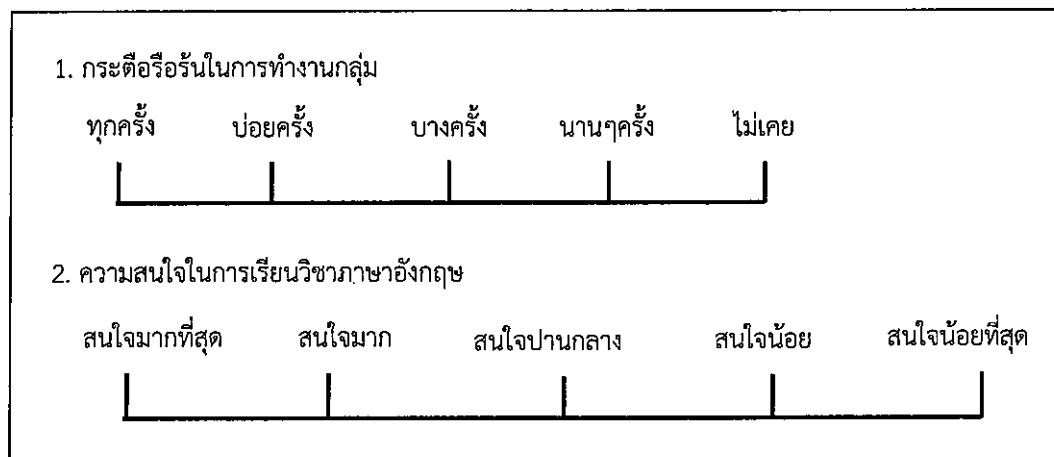 1. กระตือรือร้นในการทำงานกลุ่ม
ทุกครั้ง บ่อยครั้ง บางครั้ง นานๆครั้ง ไม่เคย
2. ความสนใจในการเรียนวิชาภาษาอังกฤษ
สนใจมากที่สุด สนใจมาก สนใจปานกลาง สนใจน้อย สนใจน้อยที่สุด